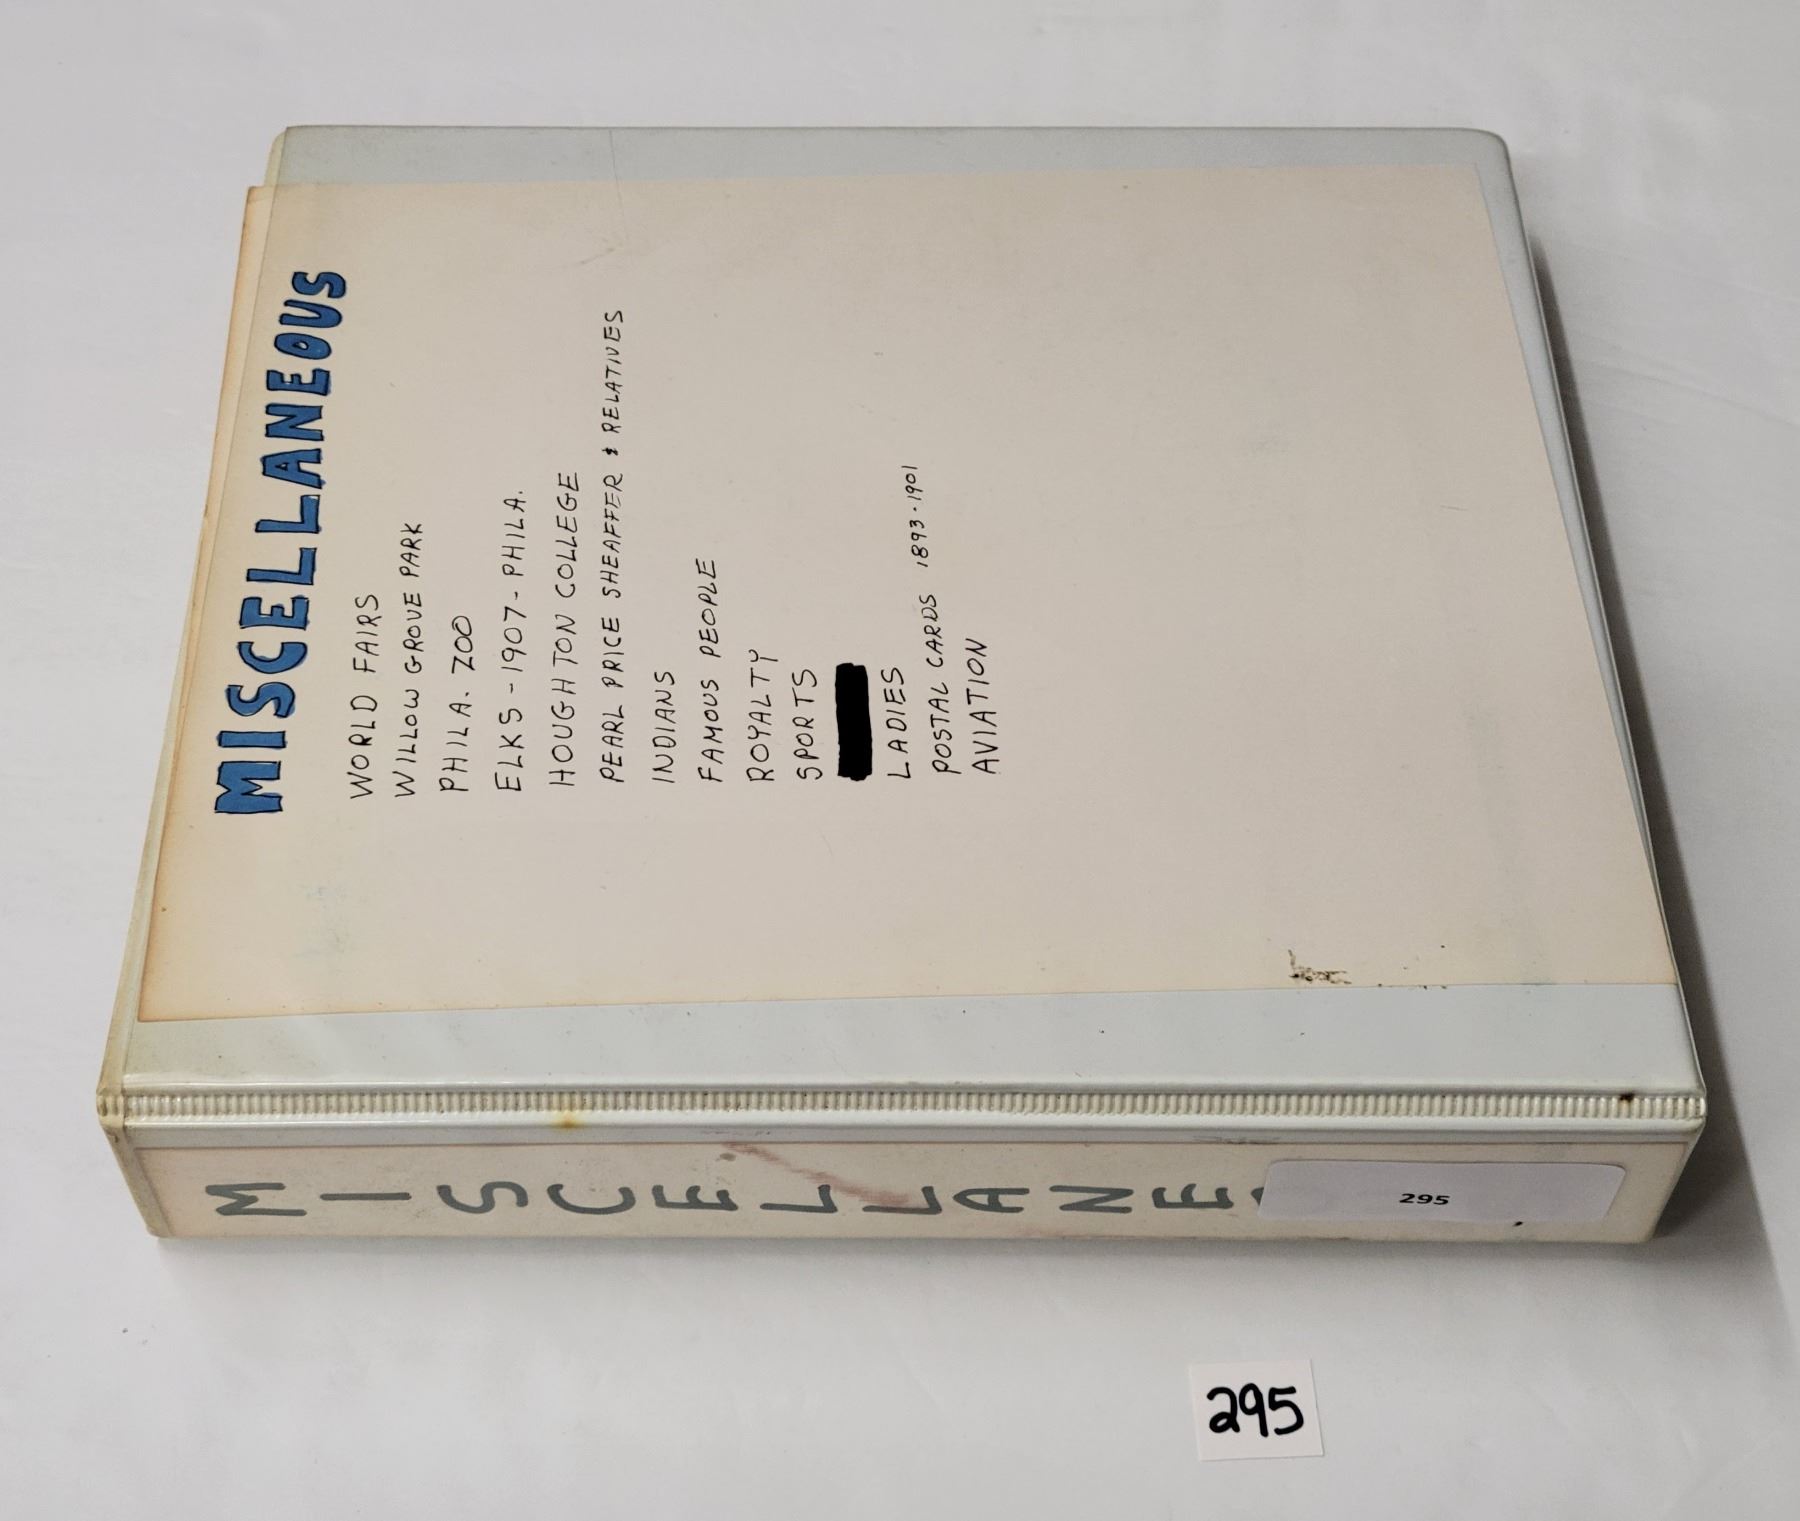 MISCELLANEOUS
WORLD FAIRS
WILLOW GROVE PARK
PHILA. ZOO
ELKS - 1907 - PHILA.
HOUGHTON COLLEGE
PEARL PRICE SHEAFFER & RELATIVES
INDIANS
FAMOUS PEOPLE
ROYALTY
SPORTS
LADIES
POSTAL CARDS 1893-1901
AVIATION
MISCELLANE
295
295